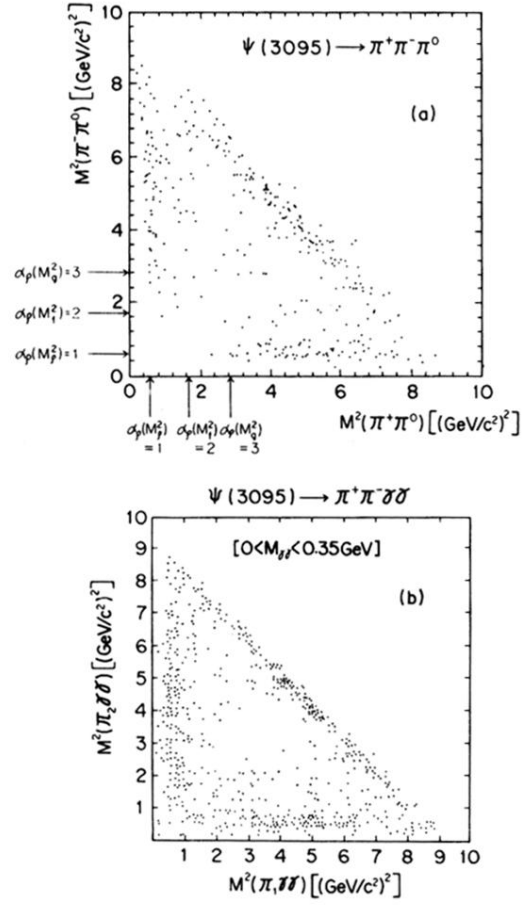 ψ(3095) → π⁺π⁻π⁰
(a)
M²(π⁻π⁰) [(GeV/c²)²]
10
8
6
4
2
0
αρ(M²g)=3
αρ(M²f)=2
αρ(M²ρ)=1
0 2 4 6 8 10
αρ(M²ρ) αρ(M²f) αρ(M²g)
=1 =2 =3
M²(π⁺π⁰) [(GeV/c²)²]
ψ(3095) → π⁺π⁻γγ
[0<Mγγ<0.35GeV]
(b)
M²(π₂γγ) [(GeV/c²)²]
10
9
8
7
6
5
4
3
2
1
1 2 3 4 5 6 7 8 9 10
M²(π₁γγ) [(GeV/c²)²]